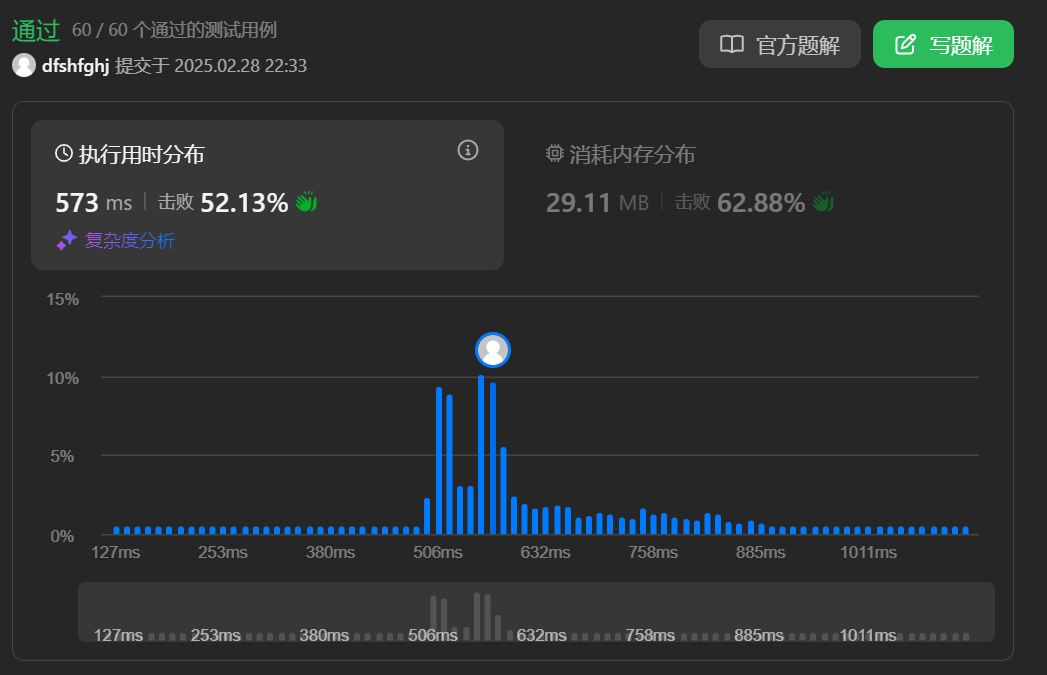 通过 60 / 60 个通过的测试用例
dfshfghj 提交于 2025.02.28 22:33
官方题解
写题解
执行用时分布
573 ms 击败 52.13%
复杂度分析
消耗内存分布
29.11 MB 击败 62.88%
15%
10%
5%
0%
127ms 253ms 380ms 506ms 632ms 758ms 885ms 1011ms
127ms 253ms 380ms 506ms 632ms 758ms 885ms 1011ms